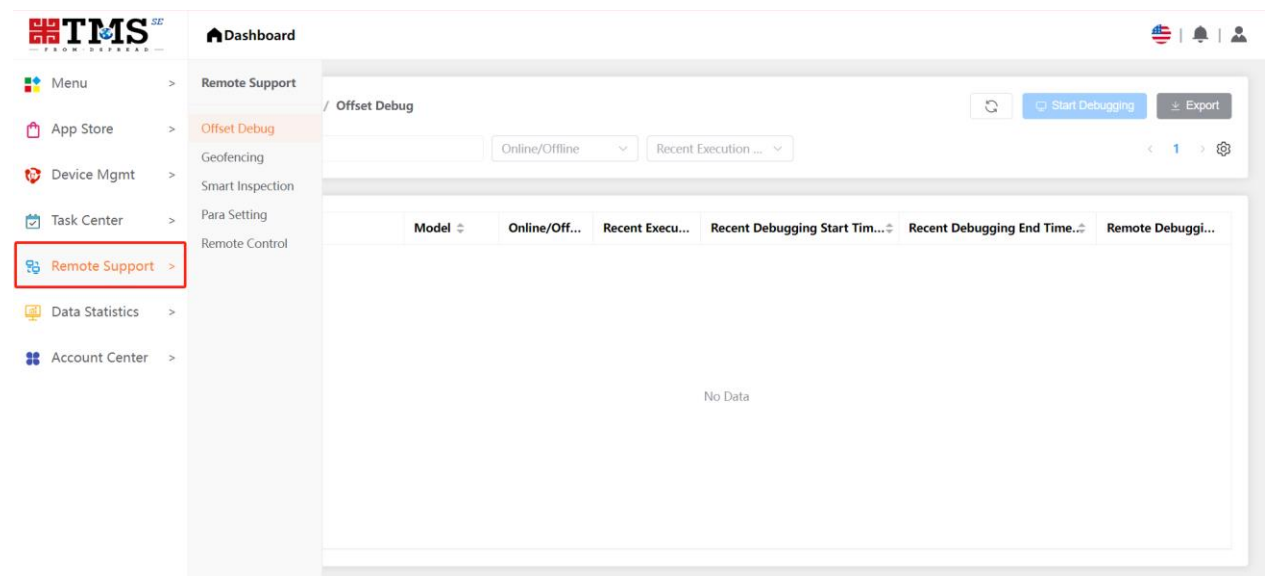 TMS SE
FROM·DSPREAD
Dashboard
Menu >
App Store >
Device Mgmt >
Task Center >
Remote Support >
Data Statistics >
Account Center >
Remote Support
Offset Debug
Geofencing
Smart Inspection
Para Setting
Remote Control
/ Offset Debug
Start Debugging
Export
Online/Offline
Recent Execution ...
< 1 >
Model
Online/Off...
Recent Execu...
Recent Debugging Start Tim...
Recent Debugging End Time..
Remote Debuggi...
No Data